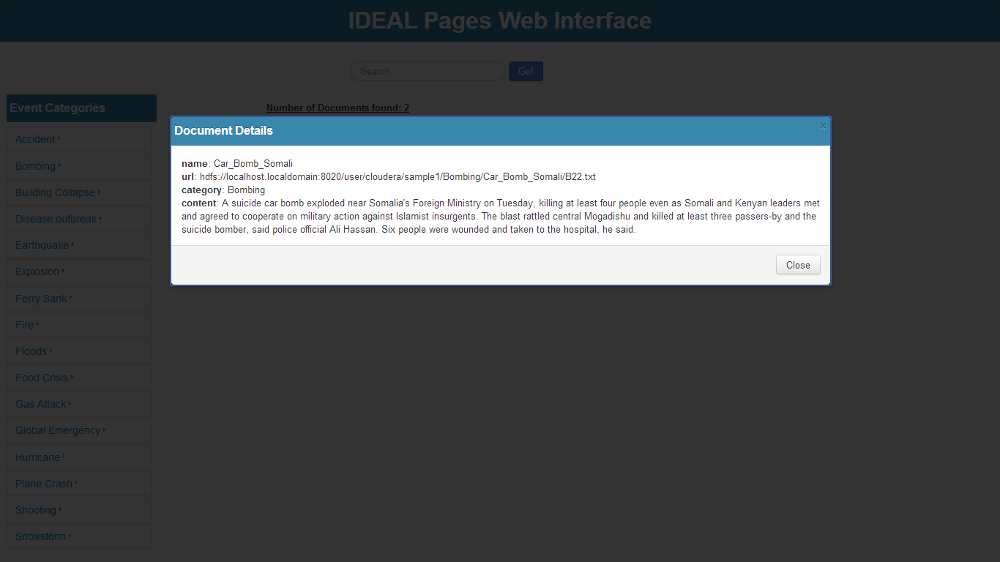 IDEAL Pages Web Interface
Search...
Go!
Event Categories
Number of Documents found: 2
Document Details
×
name: Car_Bomb_Somali
url: hdfs://localhost.localdomain:8020/user/cloudera/sample1/Bombing/Car_Bomb_Somali/B22.txt
category: Bombing
content: A suicide car bomb exploded near Somalia's Foreign Ministry on Tuesday, killing at least four people even as Somali and Kenyan leaders met
and agreed to cooperate on military action against Islamist insurgents. The blast rattled central Mogadishu and killed at least three passers-by and the
suicide bomber, said police official Ali Hassan. Six people were wounded and taken to the hospital, he said.
Close
Accident
Bombing
Building Collapse
Disease outbreak
Earthquake
Explosion
Ferry Sank
Fire
Floods
Food Crisis
Gas Attack
Global Emergency
Hurricane
Plane Crash
Shooting
Snowstorm